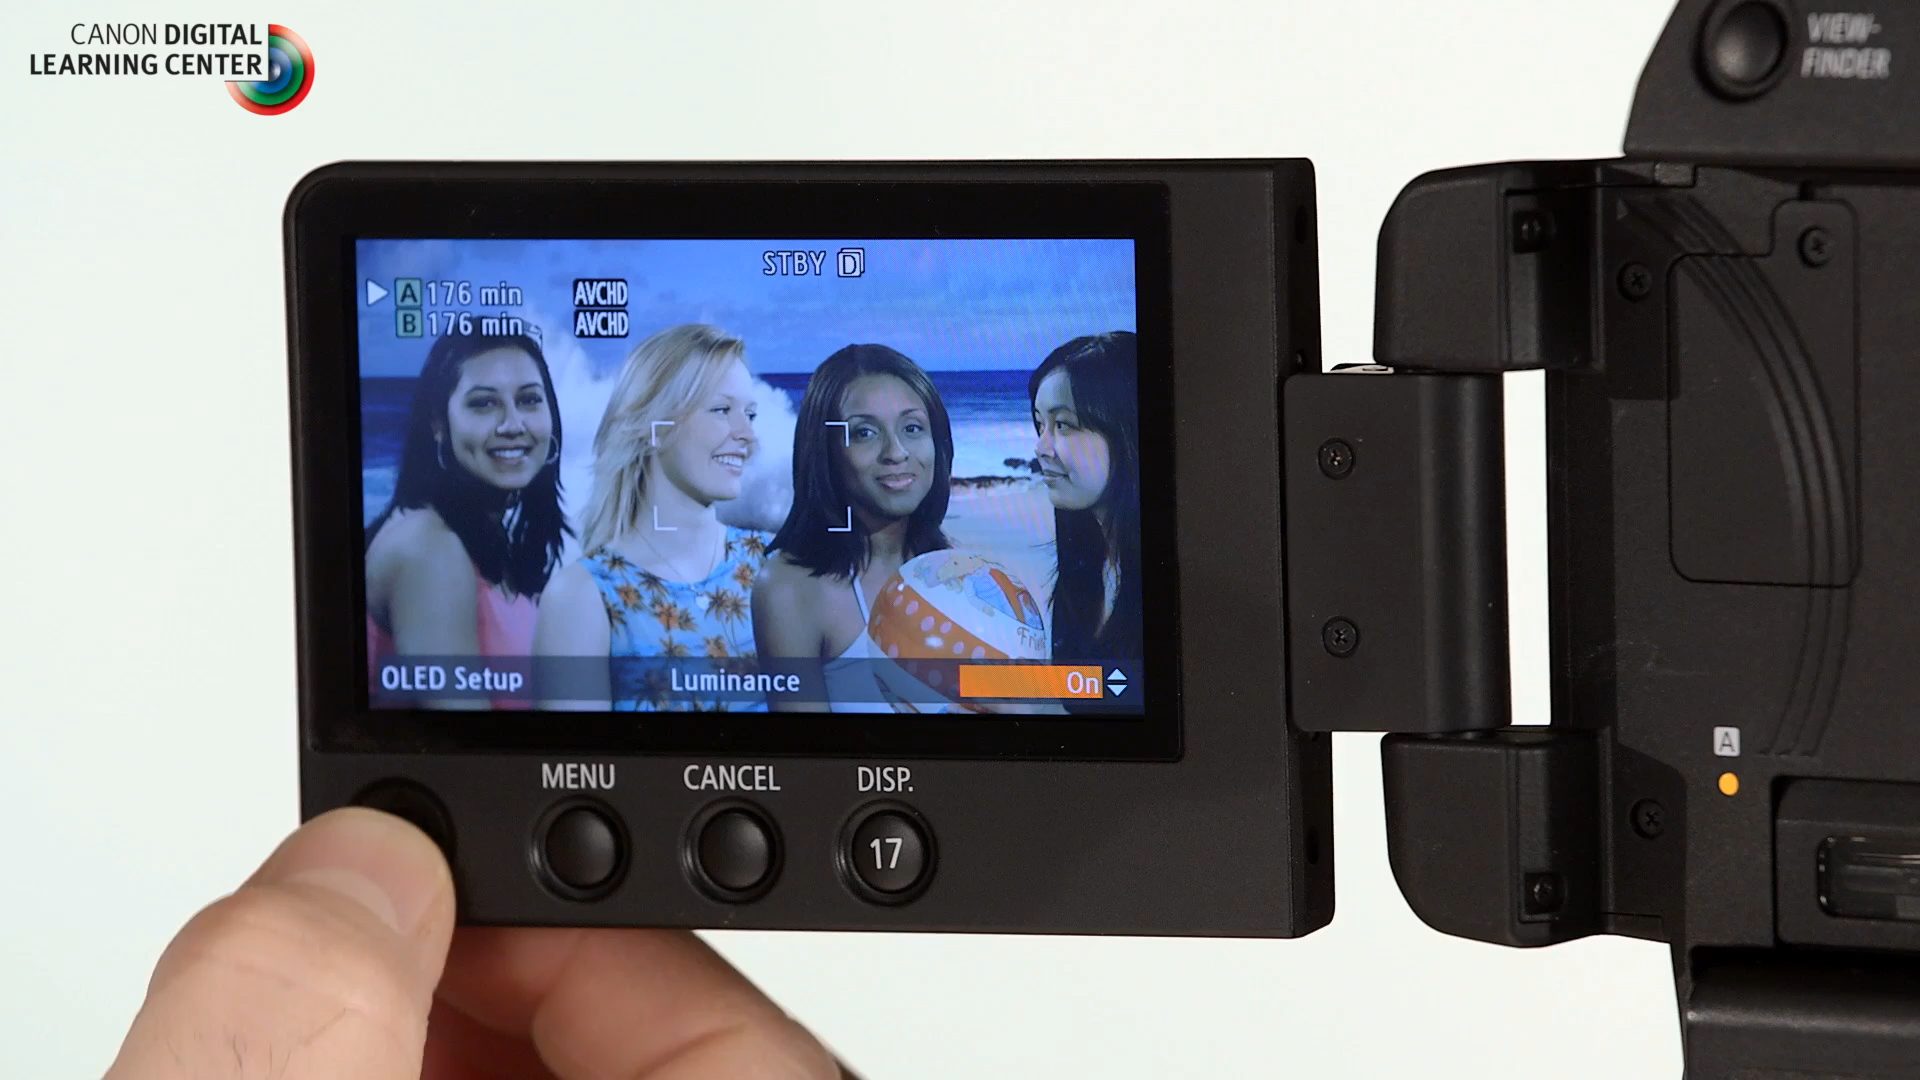 CANON DIGITAL
LEARNING CENTER
VIEW-
FINDER
STBY D
A 176 min AVCHD
B 176 min AVCHD
OLED Setup Luminance On
MENU CANCEL DISP.
17
A